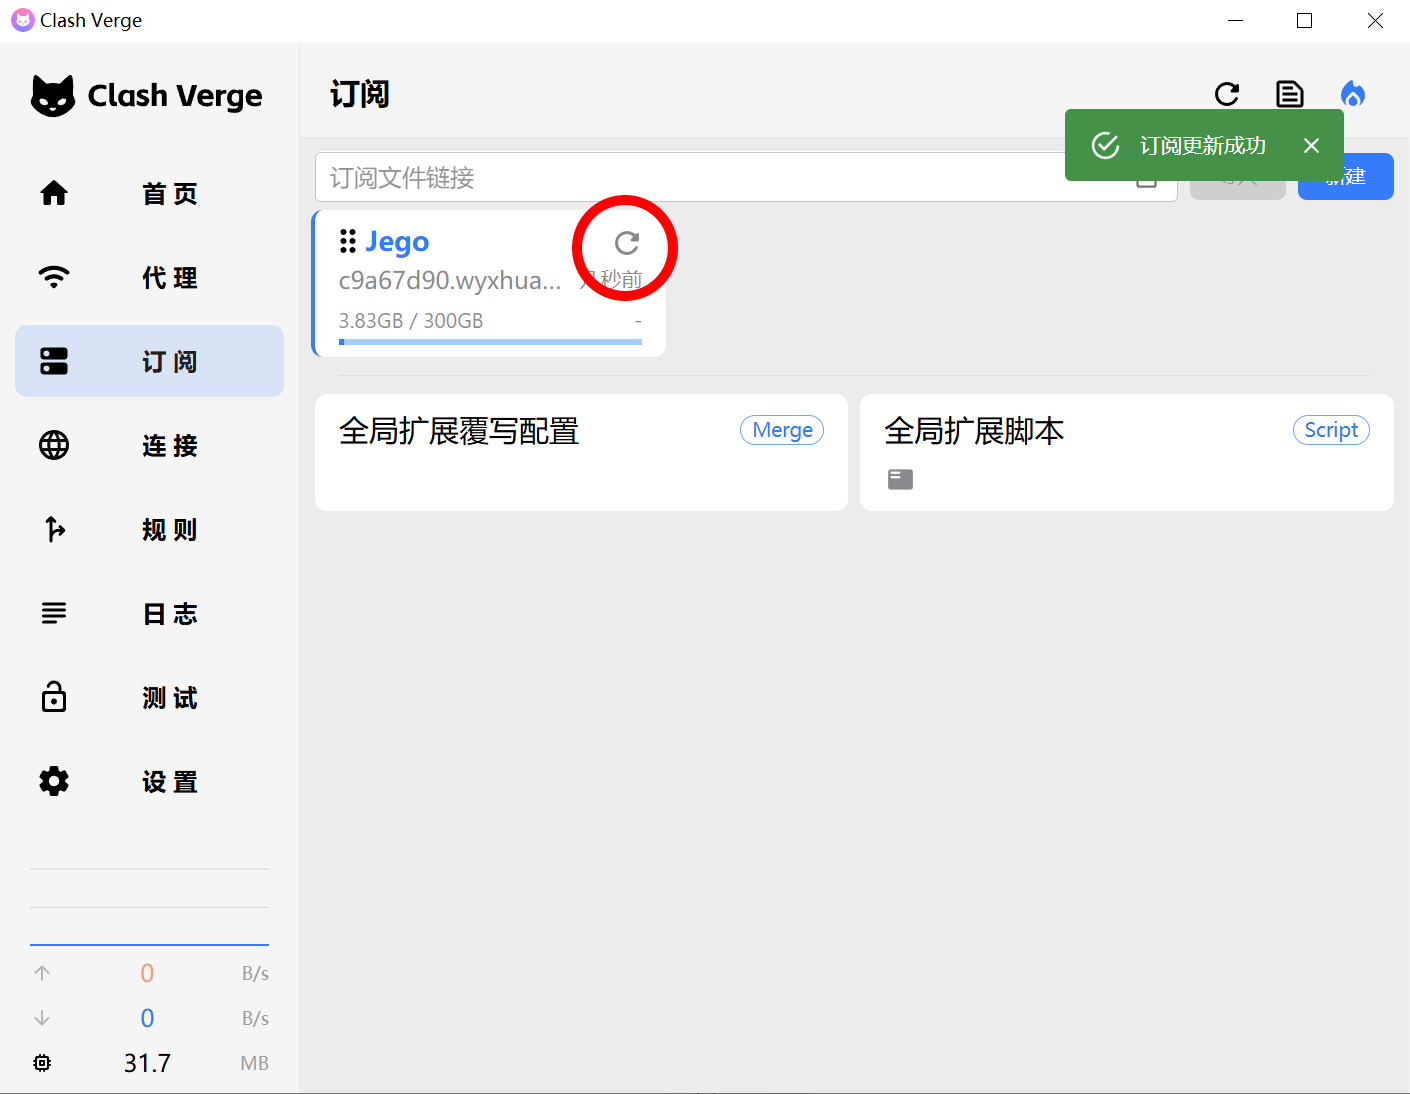 Clash Verge
Clash Verge
订阅
订阅更新成功
订阅文件链接
建
首页
代理
订阅
连接
规则
日志
测试
设置
Jego
c9a67d90.wyxhua...
秒前
3.83GB / 300GB
-
全局扩展覆写配置
Merge
全局扩展脚本
Script
0 B/s
0 B/s
31.7 MB